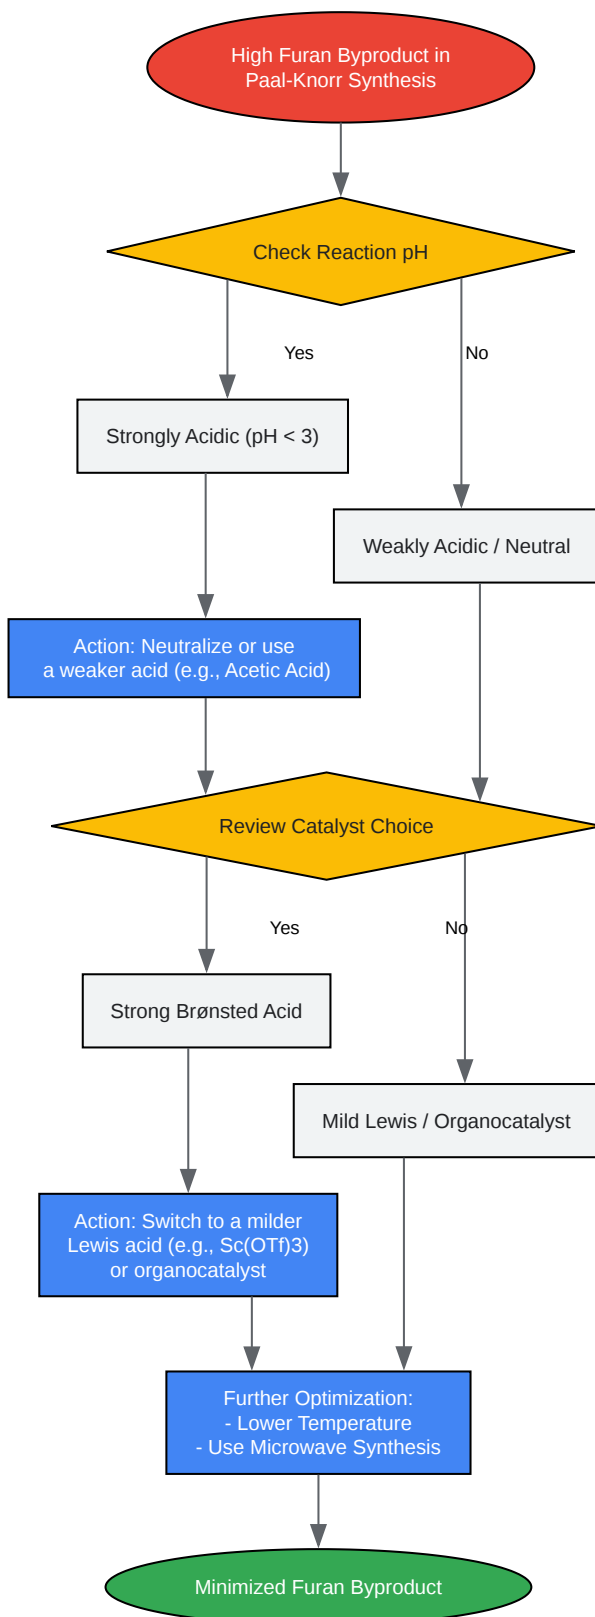 High Furan Byproduct in
Paal-Knorr Synthesis
Check Reaction pH
Yes
No
Strongly Acidic (pH < 3)
Weakly Acidic / Neutral
Action: Neutralize or use
a weaker acid (e.g., Acetic Acid)
Review Catalyst Choice
Yes
No
Strong Brønsted Acid
Mild Lewis / Organocatalyst
Action: Switch to a milder
Lewis acid (e.g., Sc(OTf)3)
or organocatalyst
Further Optimization:
- Lower Temperature
- Use Microwave Synthesis
Minimized Furan Byproduct